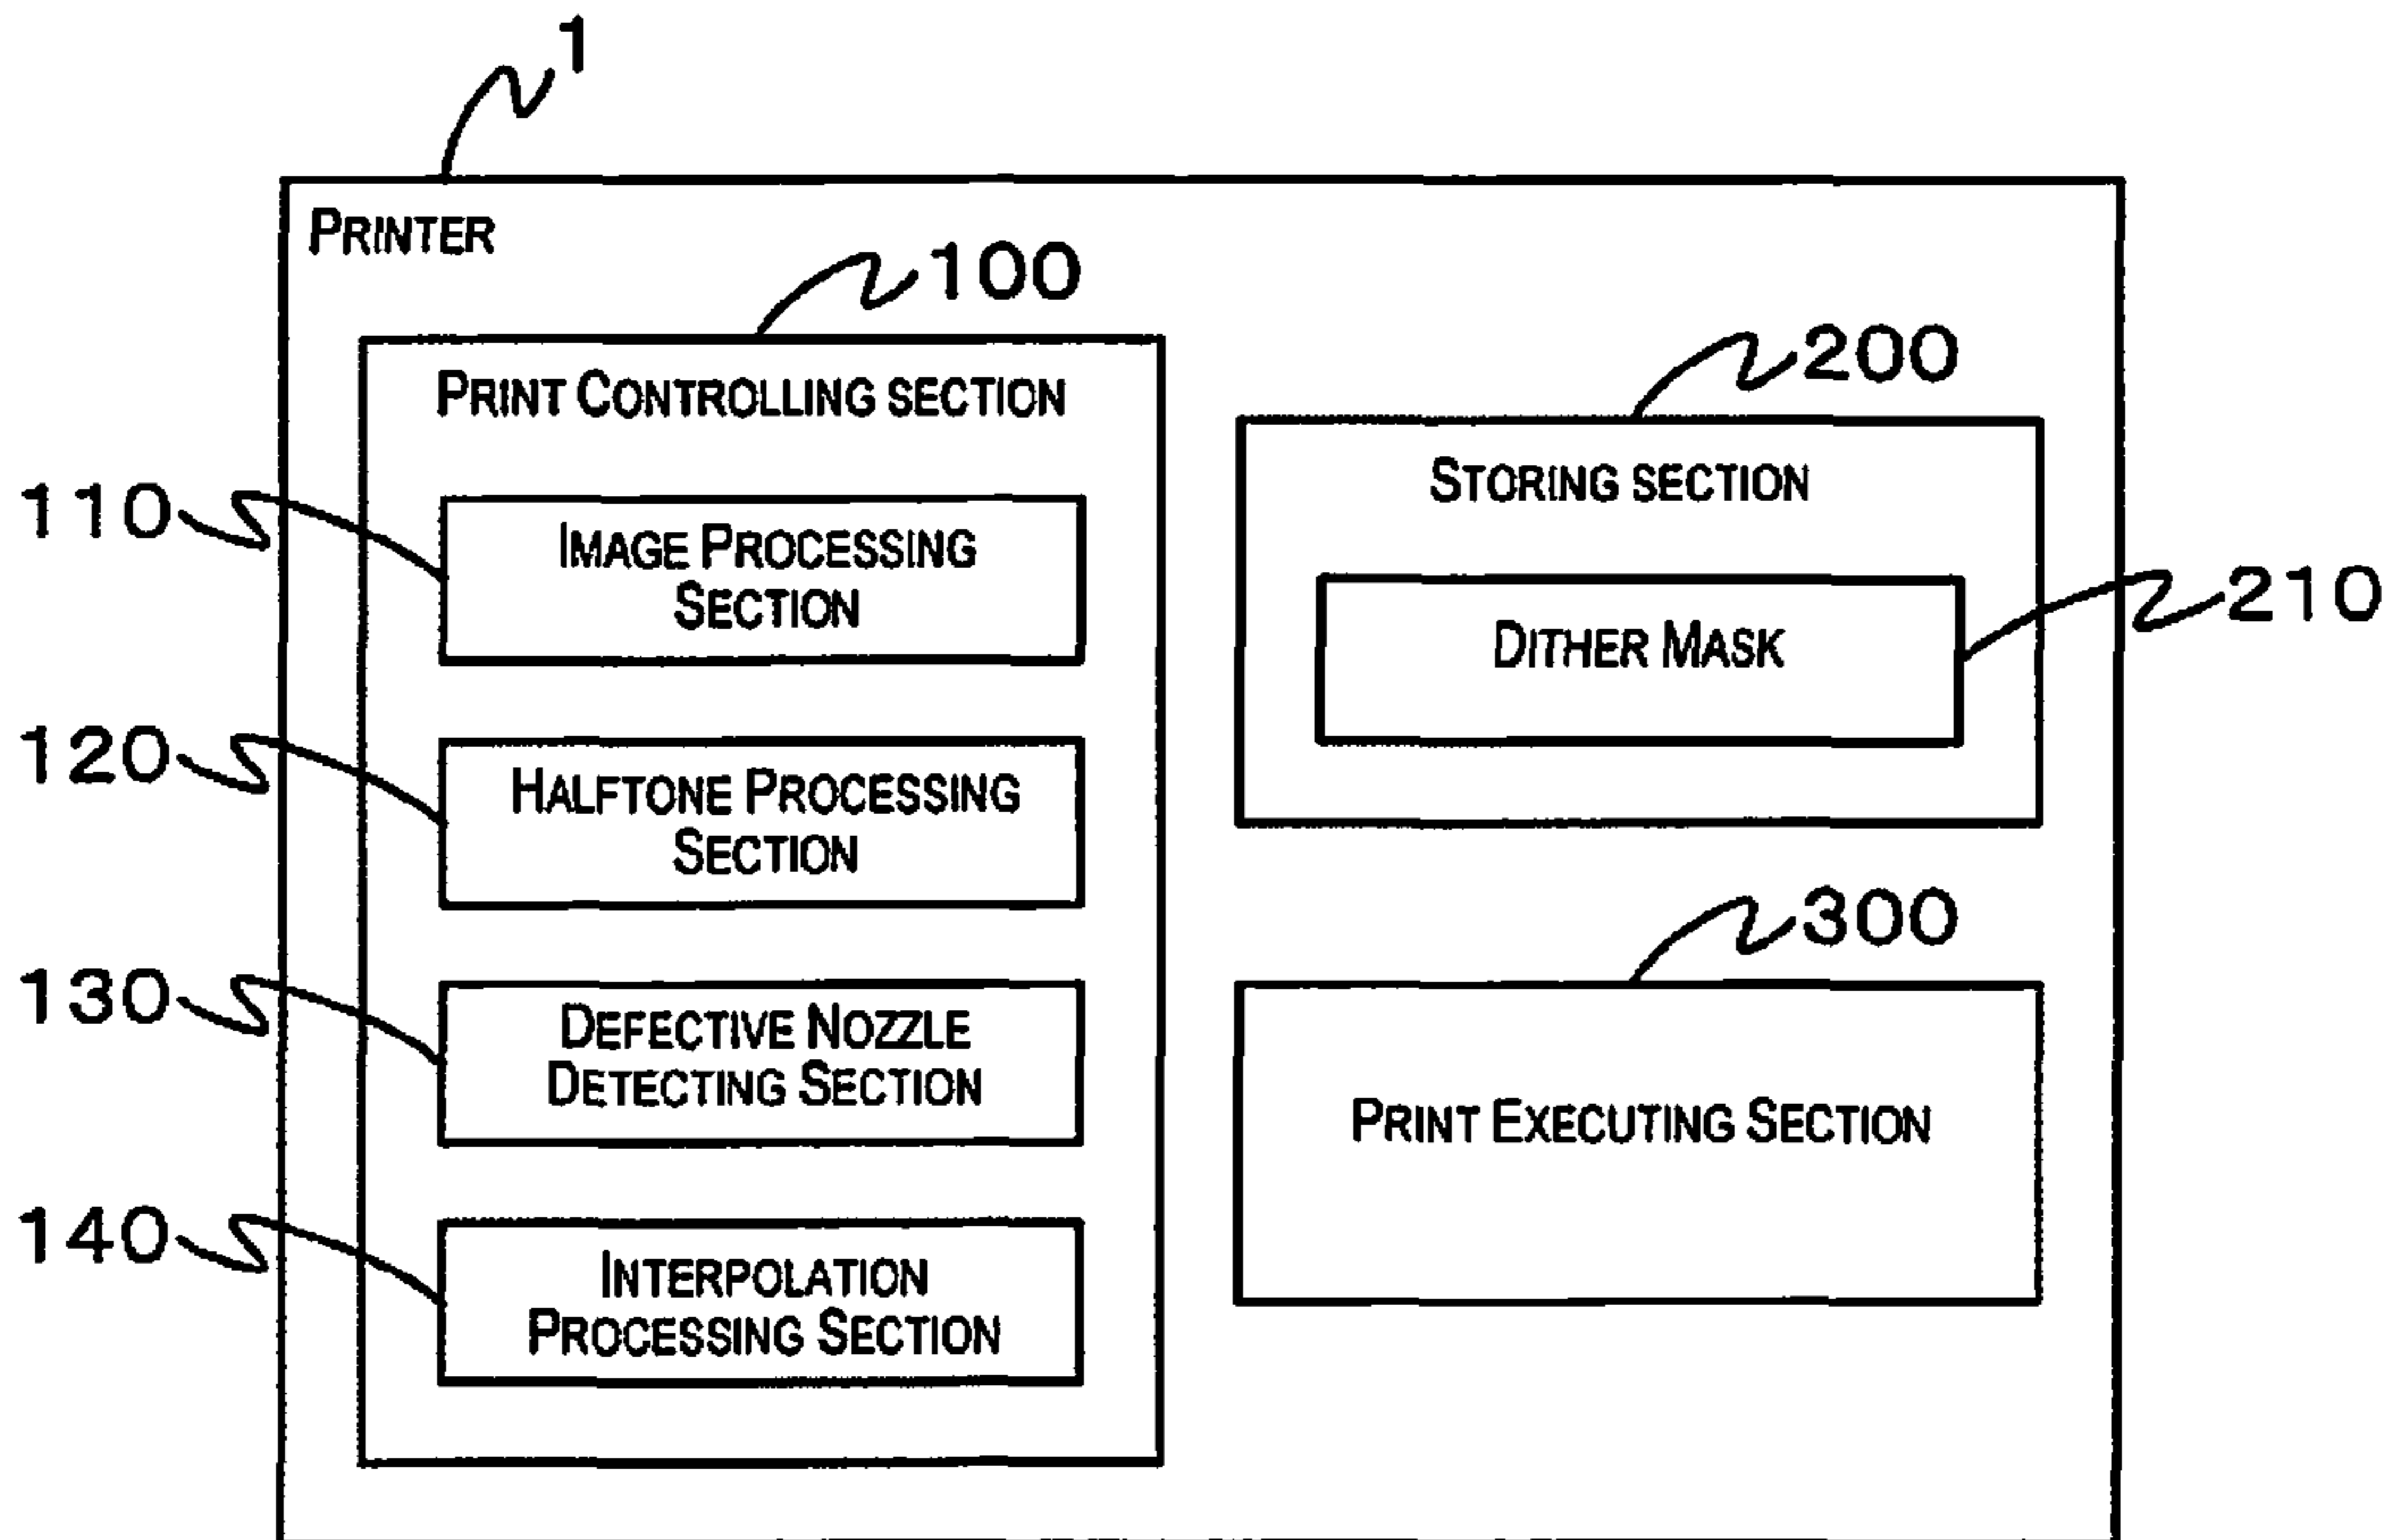 1
PRINTER
100
PRINT CONTROLLING SECTION
110
IMAGE PROCESSING
SECTION
120
HALFTONE PROCESSING
SECTION
130
DEFECTIVE NOZZLE
DETECTING SECTION
140
INTERPOLATION
PROCESSING SECTION
200
STORING SECTION
DITHER MASK
210
300
PRINT EXECUTING SECTION